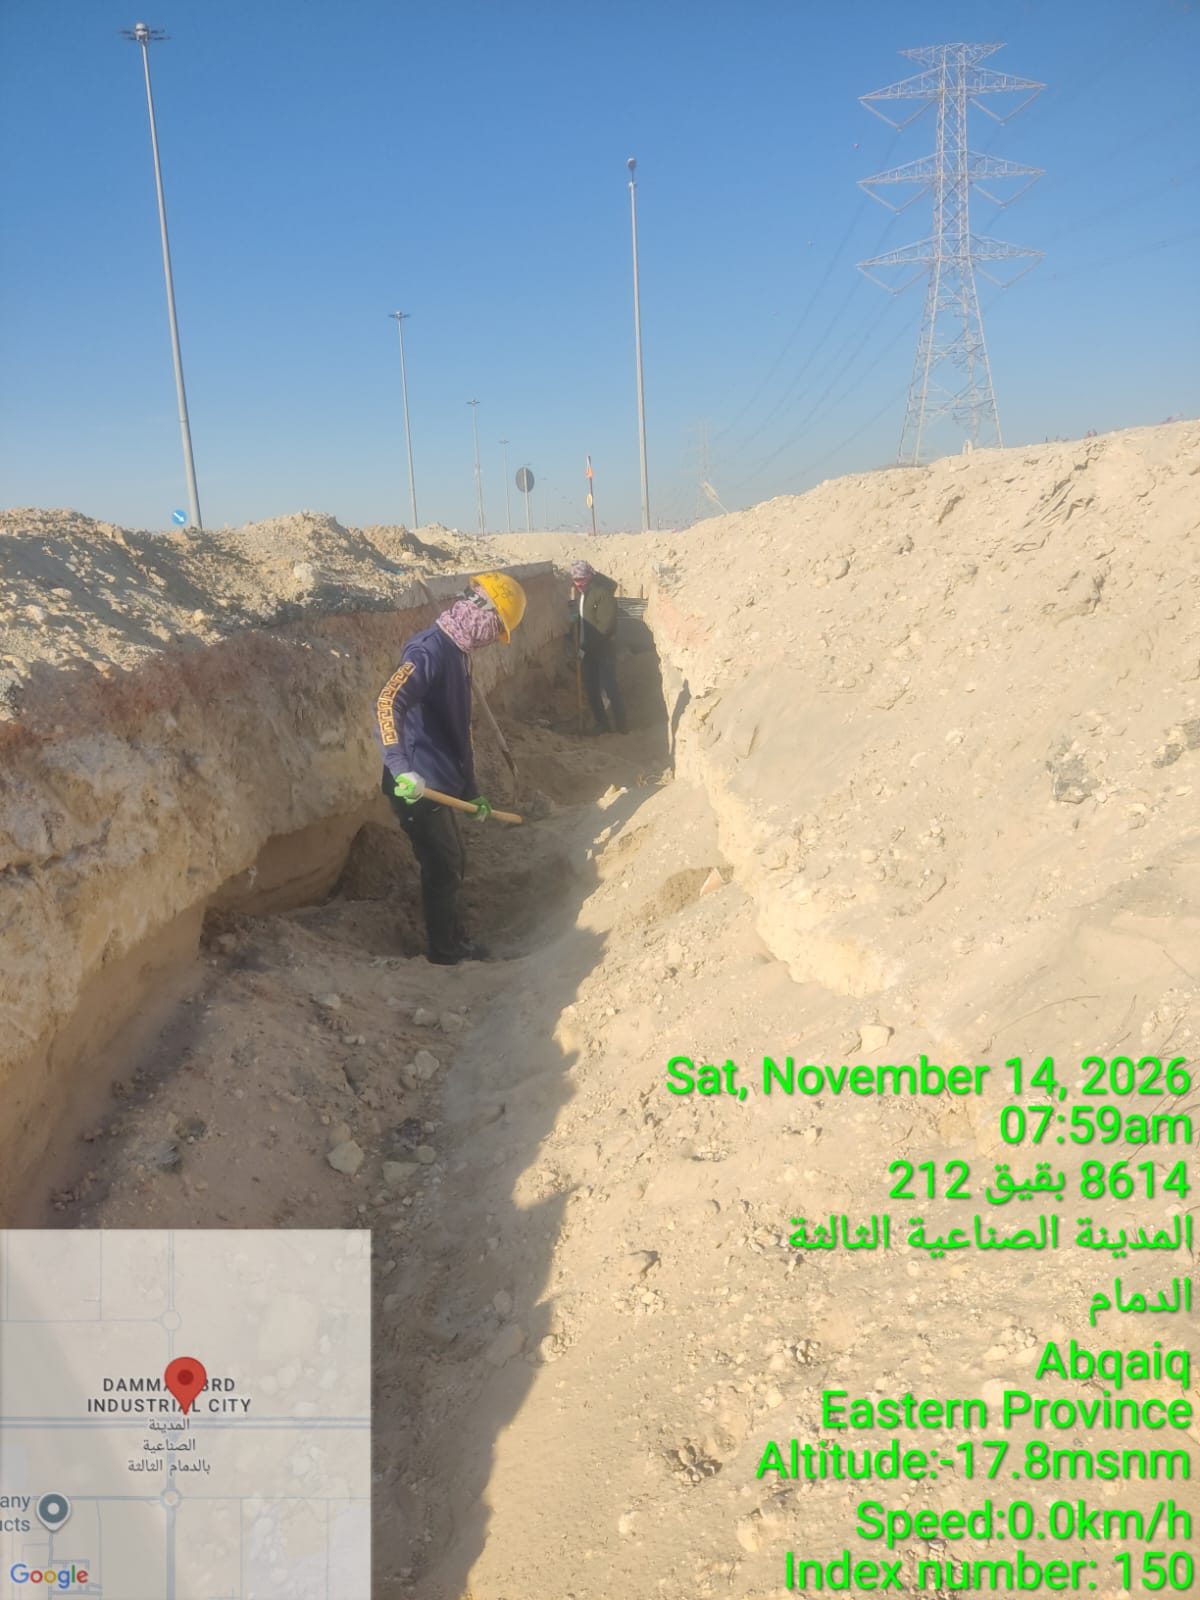 Sat, November 14, 2026
07:59am
8614 بقيق 212
المدينة الصناعية الثالثة
الدمام
Abqaiq
Eastern Province
Altitude:-17.8msnm
Speed:0.0km/h
Index number: 150
INDUSTRIAL CITY
المدينة
الصناعية
بالدمام الثالثة
Google